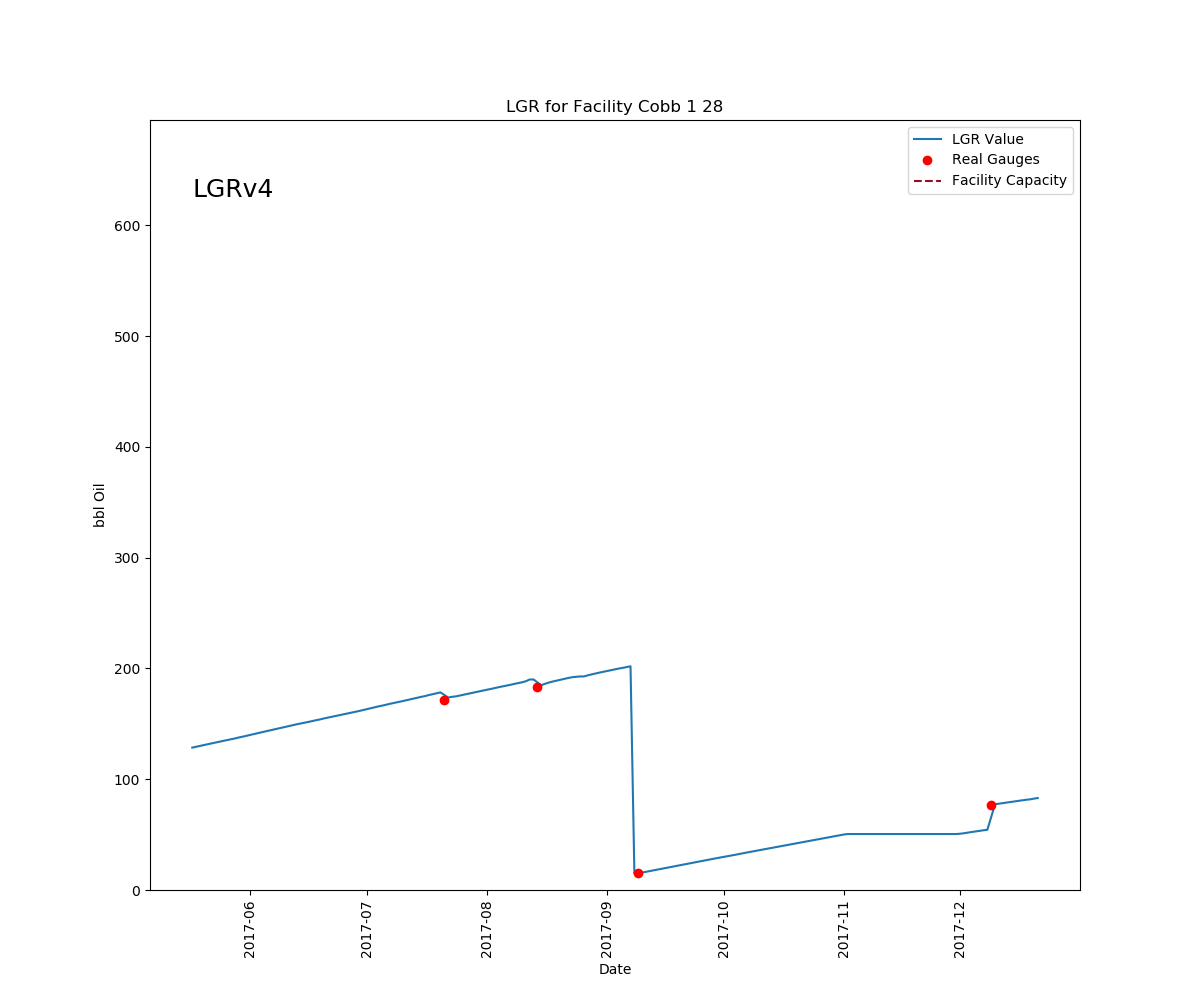 LGR for Facility Cobb 1 28
LGRv4
LGR Value
Real Gauges
Facility Capacity
bbl Oil
600
500
400
300
200
100
0
2017-06
2017-07
2017-08
2017-09
2017-10
2017-11
2017-12
Date